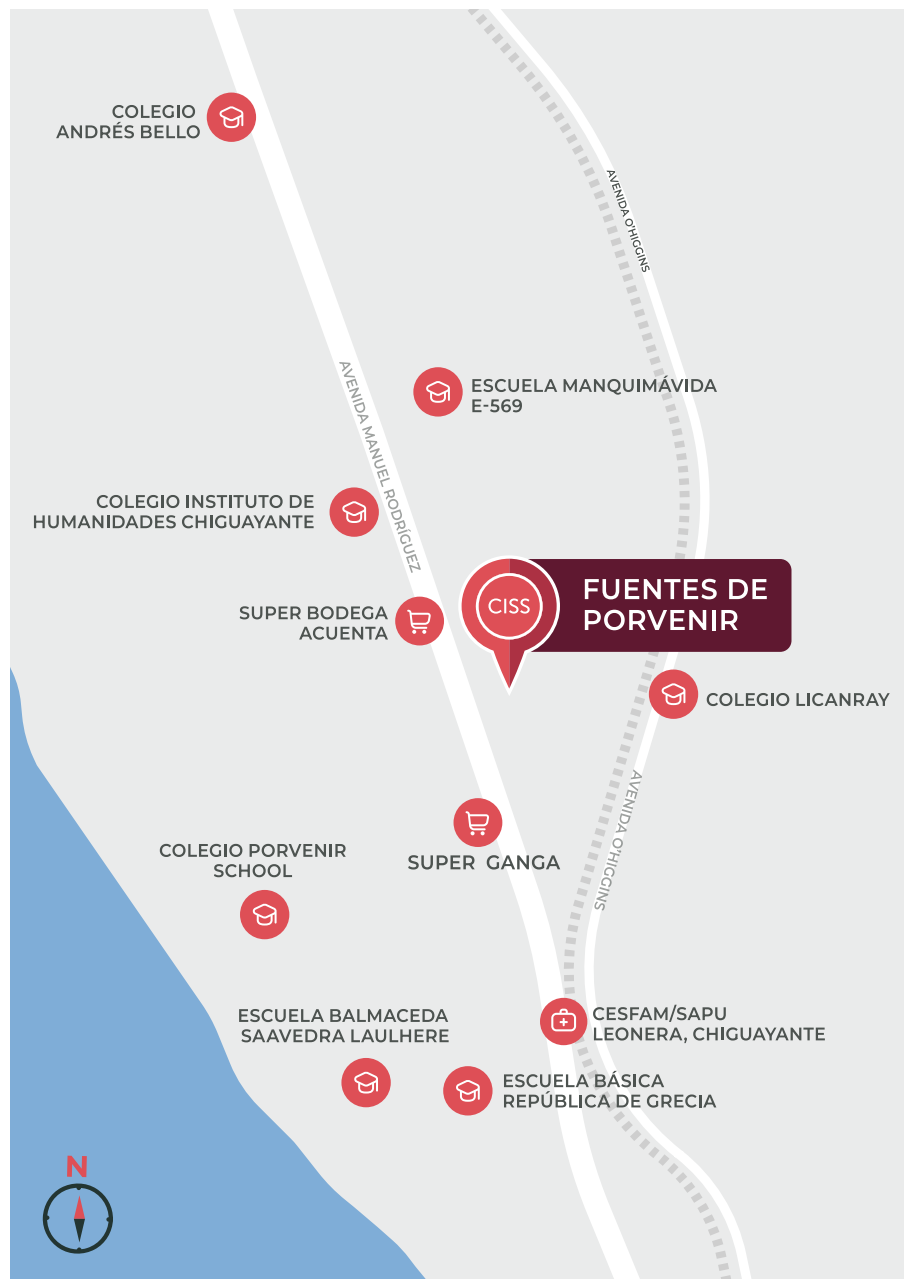 COLEGIO
ANDRÉS BELLO
AVENIDA O'HIGGINS
AVENIDA MANUEL RODRÍGUEZ
ESCUELA MANQUIMÁVIDA
E-569
COLEGIO INSTITUTO DE
HUMANIDADES CHIGUAYANTE
CISS
FUENTES DE
PORVENIR
SUPER BODEGA
ACUENTA
COLEGIO LICANRAY
AVENIDA O'HIGGINS
SUPER GANGA
COLEGIO PORVENIR
SCHOOL
ESCUELA BALMACEDA
SAAVEDRA LAULHERE
CESFAM/SAPU
LEONERA, CHIGUAYANTE
ESCUELA BÁSICA
REPÚBLICA DE GRECIA
N